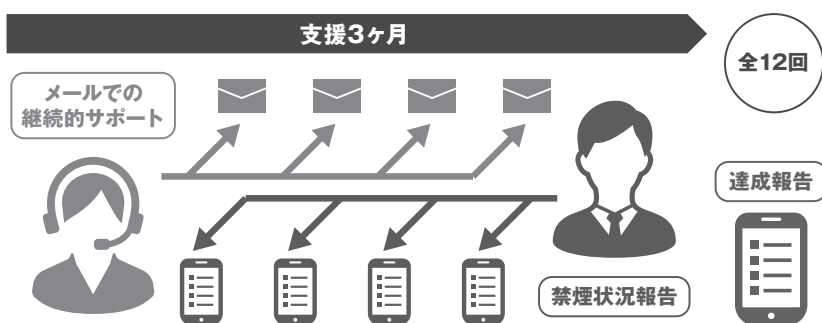 支援3ヶ月
全12回
メールでの
継続的サポート
達成報告
禁煙状況報告